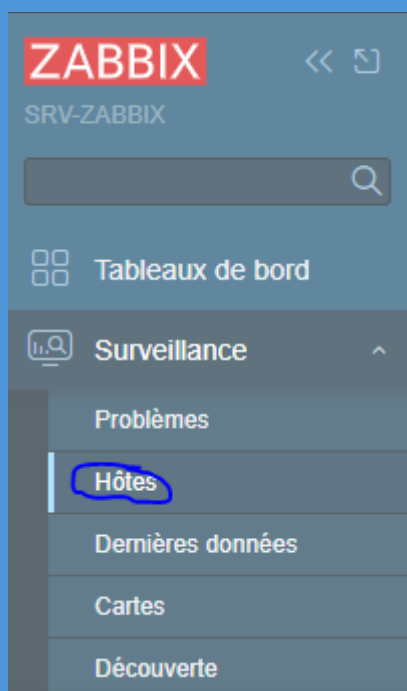 ZABBIX
SRV-ZABBIX
Tableaux de bord
Surveillance
Problèmes
Hôtes
Dernières données
Cartes
Découverte